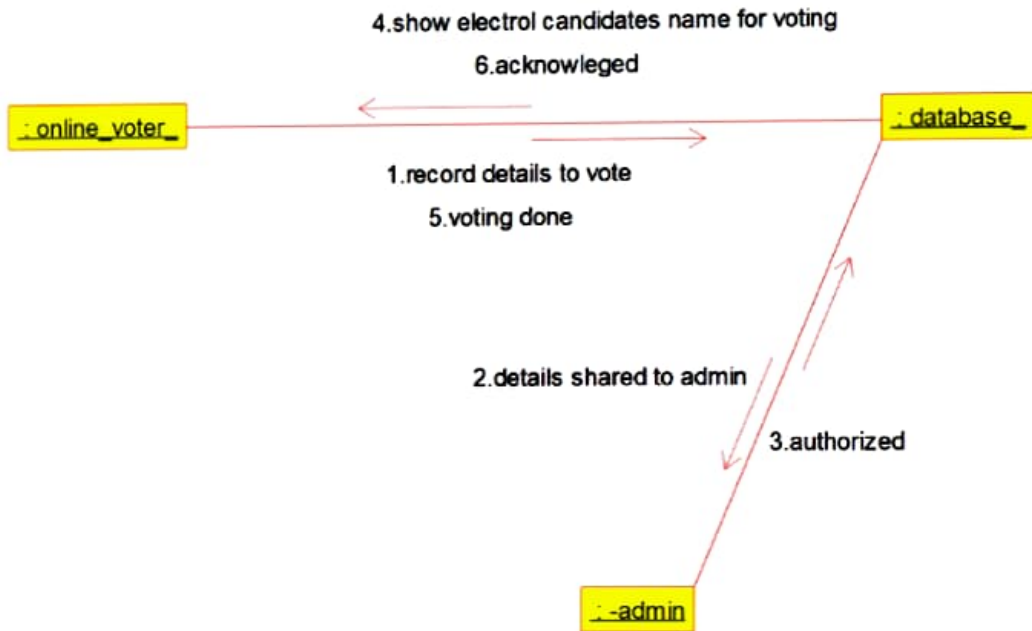 4.show electrol candidates name for voting
6.acknowleged
: online_voter_
: database_
1.record details to vote
5.voting done
2.details shared to admin
3.authorized
: -admin